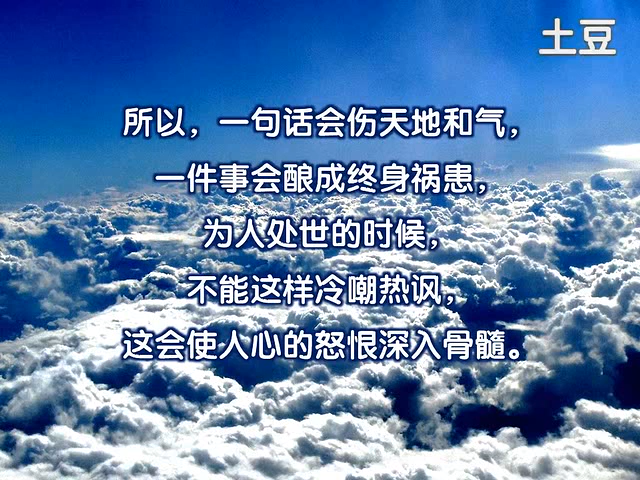 土豆
所以，一句话会伤天地和气，
一件事会酿成终身祸患，
为人处世的时候，
不能这样冷嘲热讽，
这会使人心的怒恨深入骨髓。